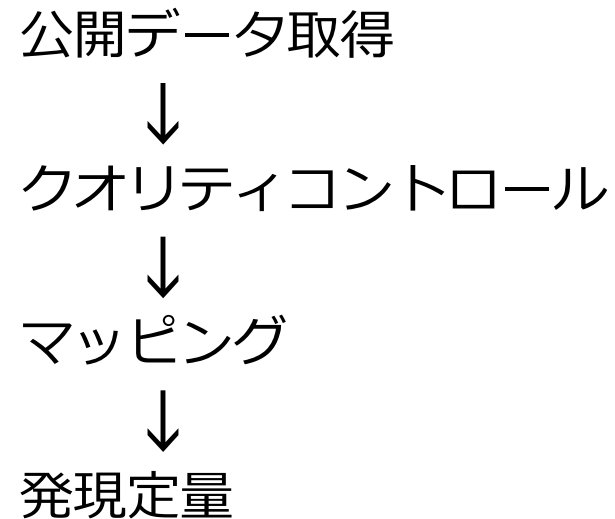 公開データ取得
↓
クオリティコントロール
↓
マッピング
↓
発現定量